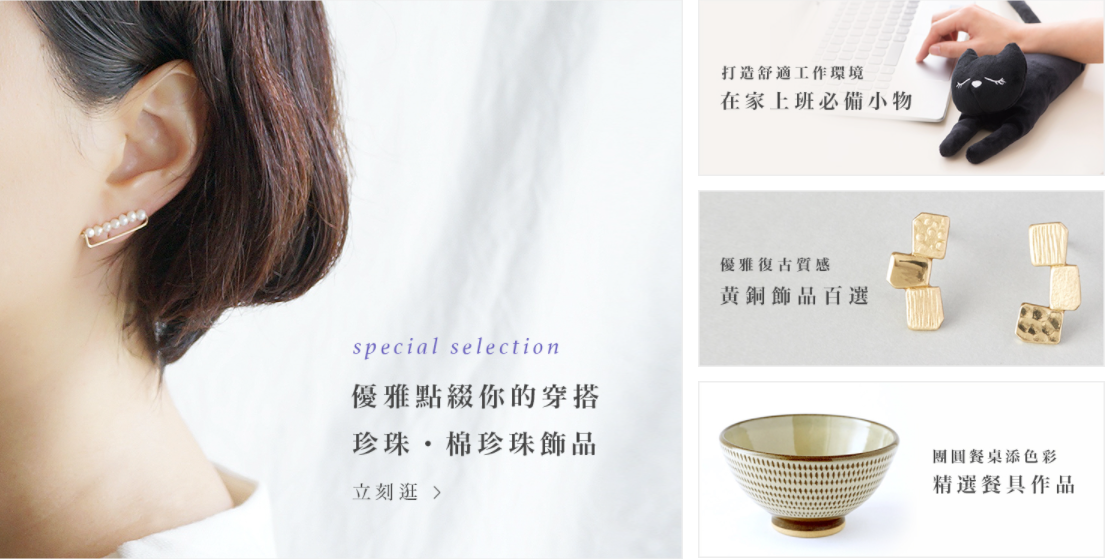 special selection
優雅點綴你的穿搭
珍珠・棉珍珠飾品
立刻逛 >
打造舒適工作環境
在家上班必備小物
優雅復古質感
黃銅飾品百選
團圓餐桌添色彩
精選餐具作品